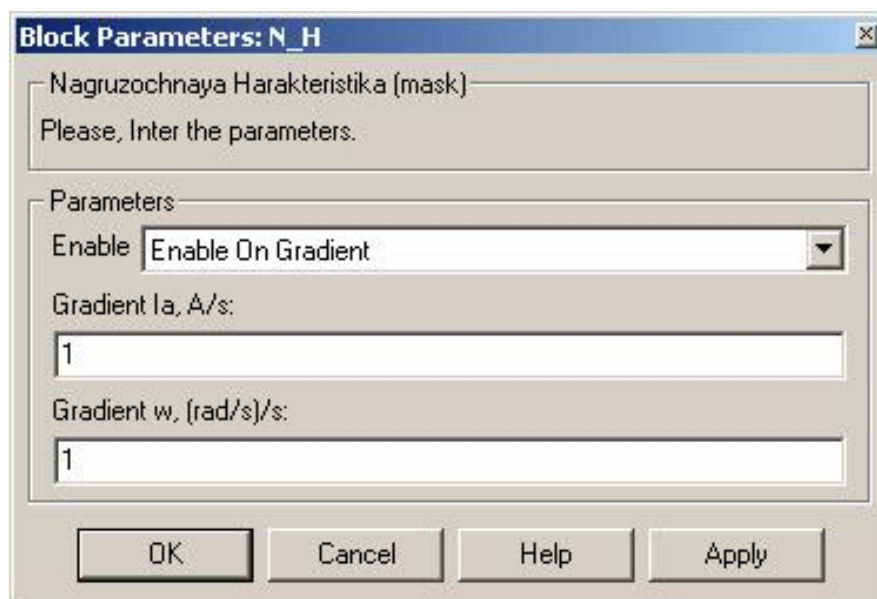 Block Parameters: N_H
Nagruzochnaya Harakteristika (mask)
Please, Inter the parameters.
Parameters
Enable Enable On Gradient
Gradient Ia, A/s:
1
Gradient w, (rad/s)/s:
1
OK Cancel Help Apply